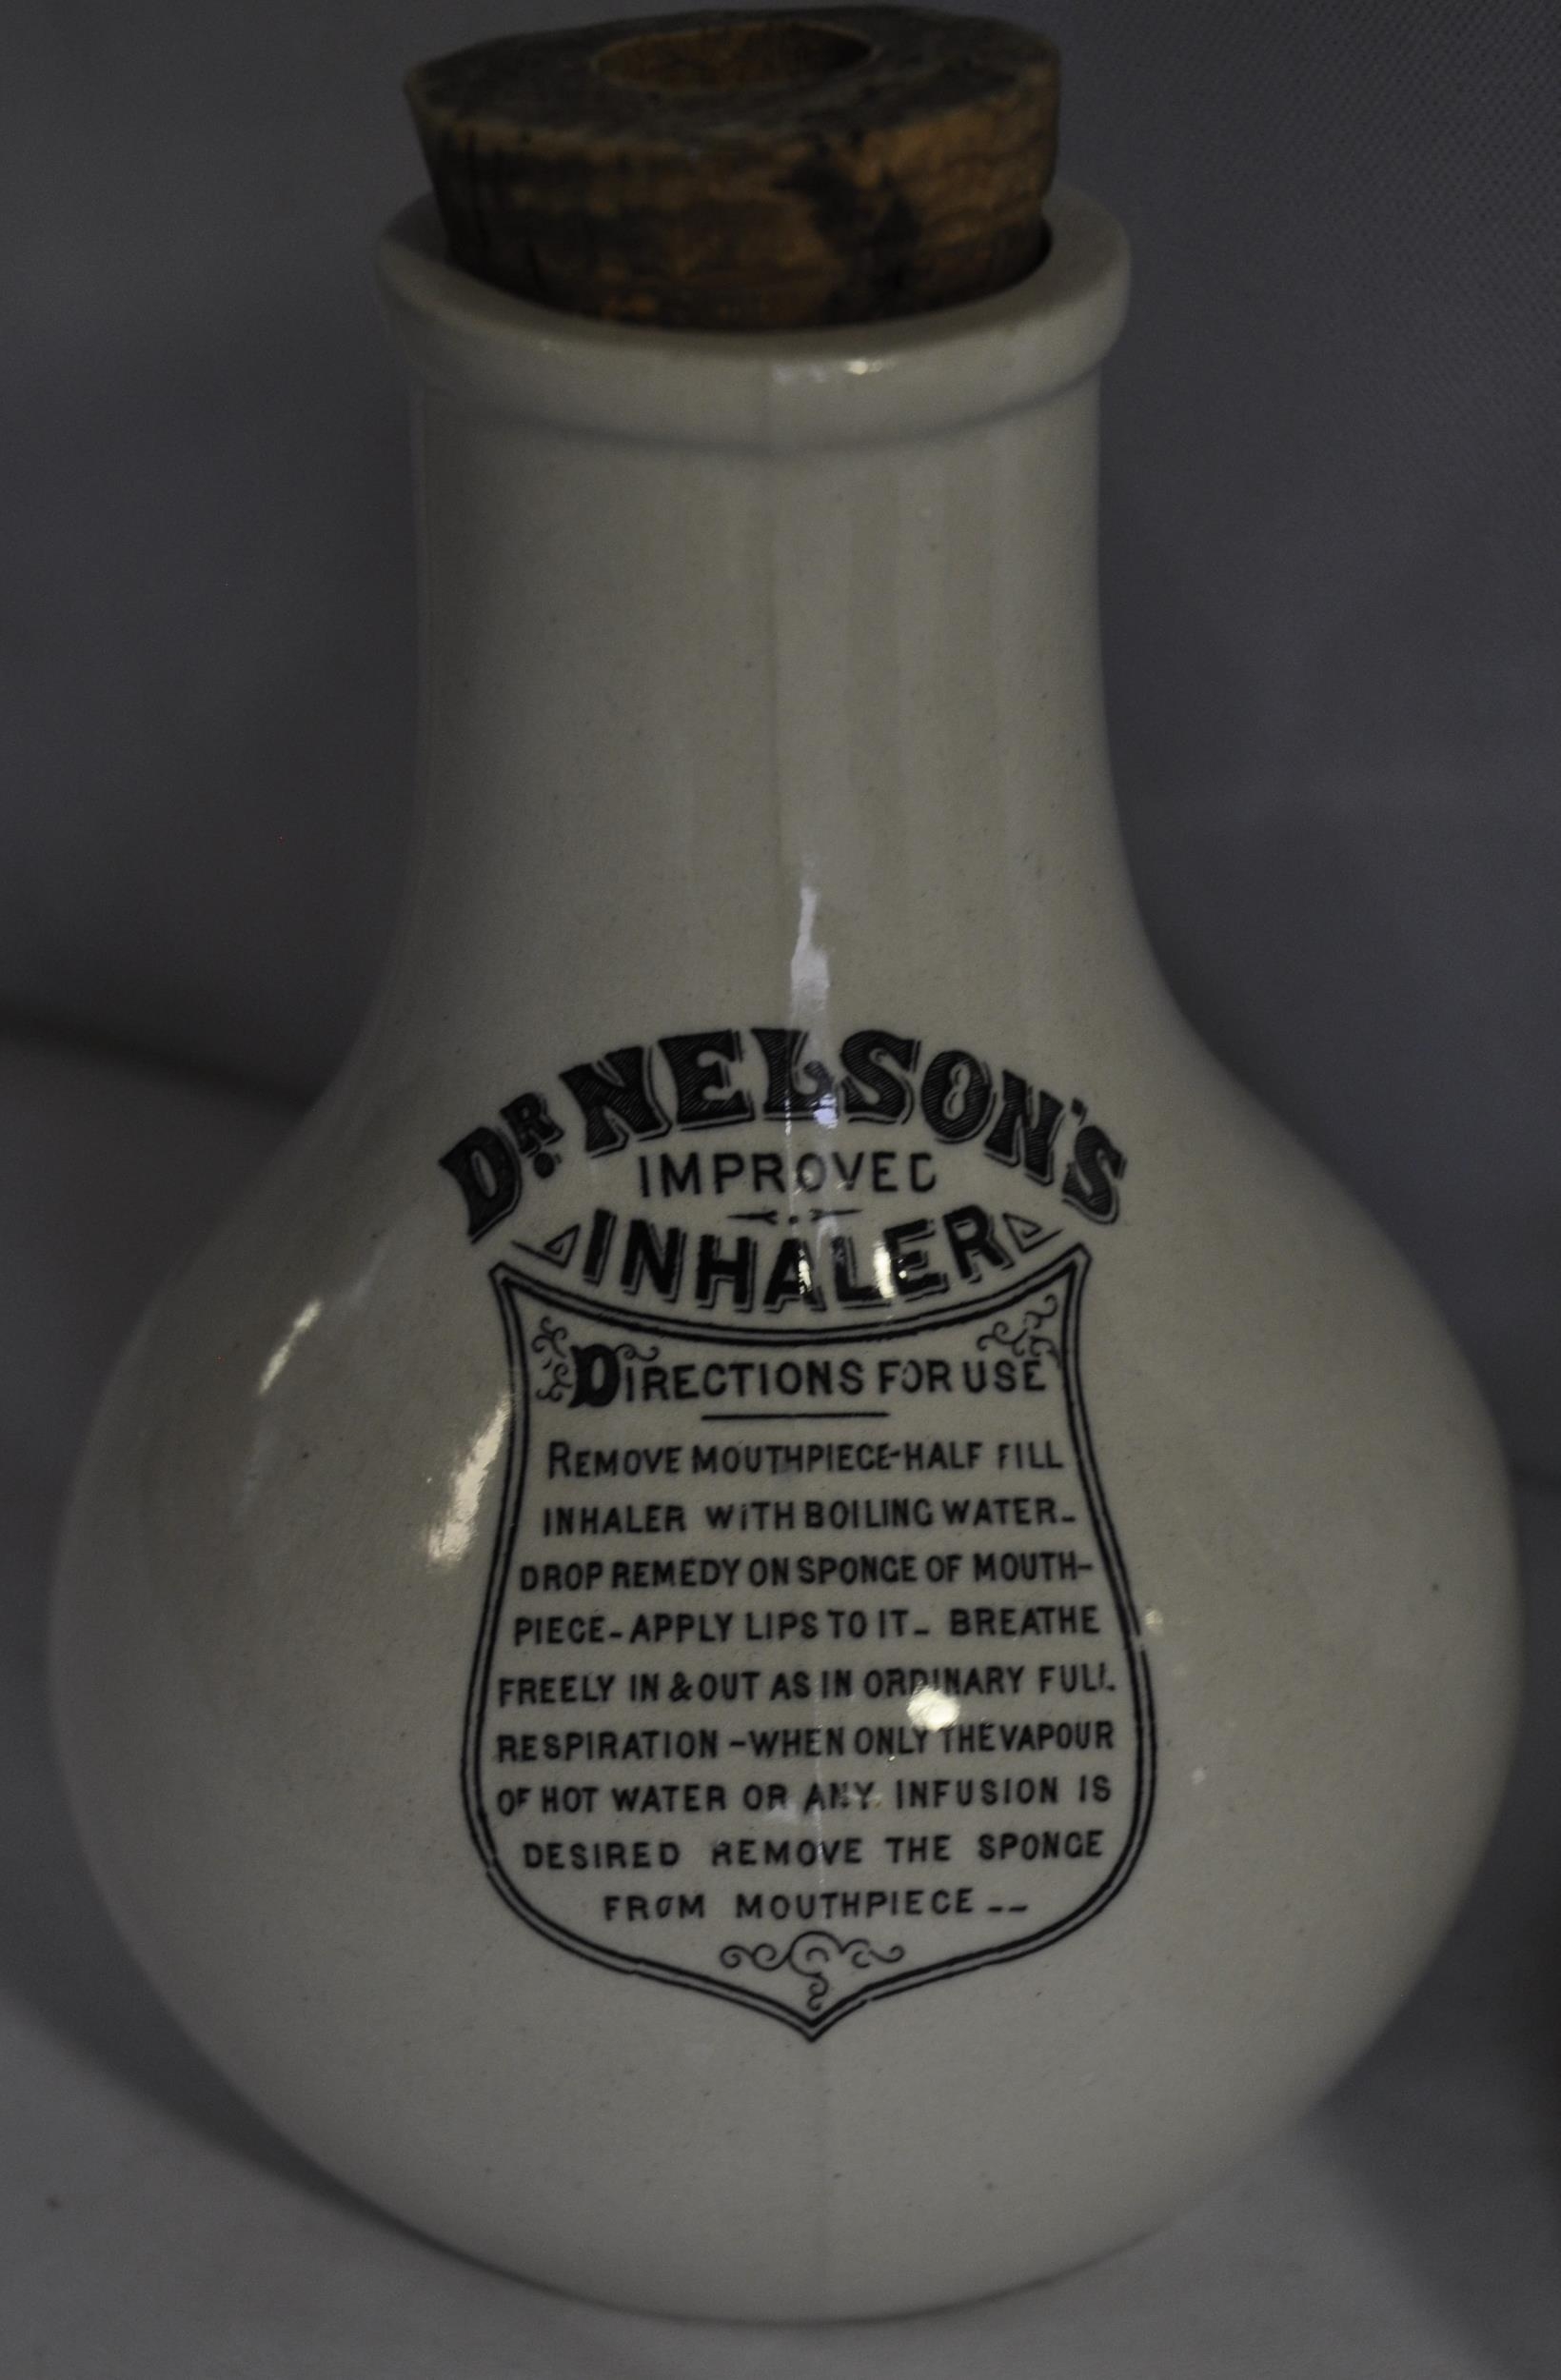 DR. NELSON'S
IMPROVED
INHALER
DIRECTIONS FOR USE
REMOVE MOUTHPIECE-HALF FILL
INHALER WITH BOILING WATER-
DROP REMEDY ON SPONGE OF MOUTH-
PIECE-APPLY LIPS TO IT- BREATHE
FREELY IN & OUT AS IN ORDINARY FULL
RESPIRATION -WHEN ONLY THE VAPOUR
OF HOT WATER OR ANY INFUSION IS
DESIRED REMOVE THE SPONGE
FROM MOUTHPIECE--